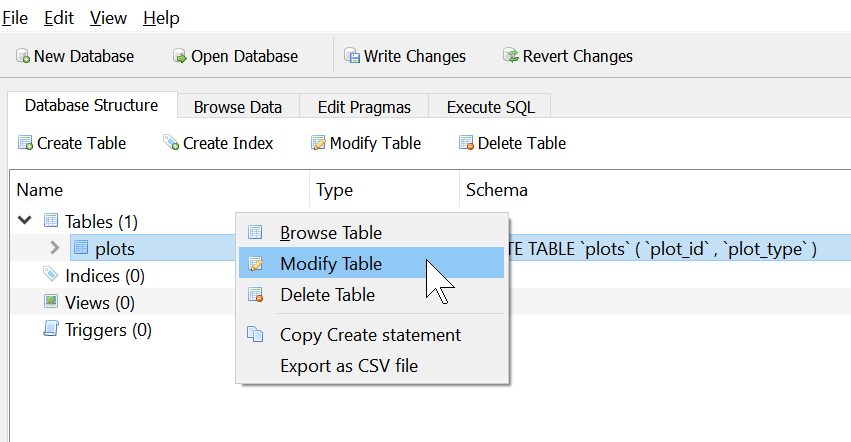 File Edit View Help
New Database Open Database Write Changes Revert Changes
Database Structure Browse Data Edit Pragmas Execute SQL
Create Table Create Index Modify Table Delete Table
Name Type Schema
Tables (1)
plots TE TABLE `plots` ( `plot_id` , `plot_type` )
Indices (0)
Views (0)
Triggers (0)
Browse Table
Modify Table
Delete Table
Copy Create statement
Export as CSV file